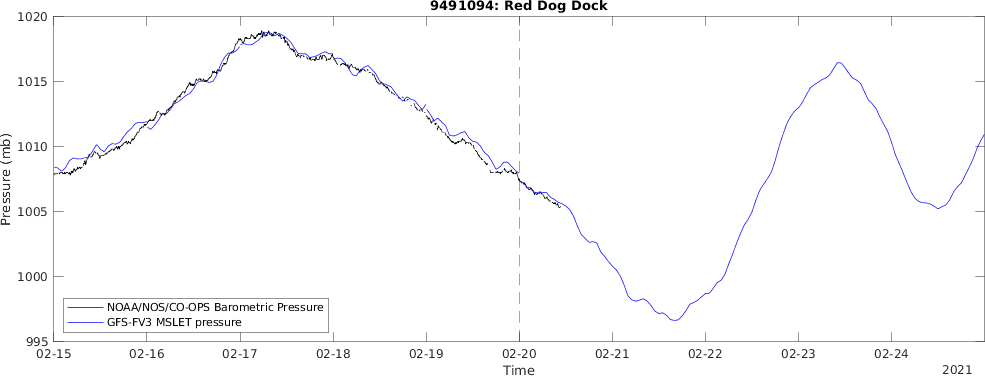 9491094: Red Dog Dock
Pressure (mb)
1020
1015
1010
1005
1000
995
NOAA/NOS/CO-OPS Barometric Pressure
GFS-FV3 MSLET pressure
02-15 02-16 02-17 02-18 02-19 02-20 02-21 02-22 02-23 02-24
Time
2021